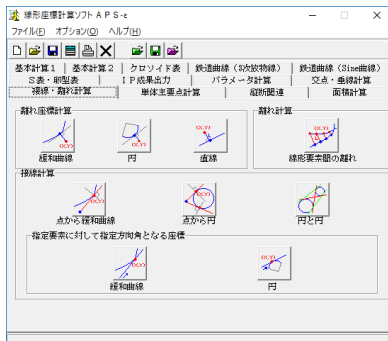 線形座標計算ソフトＡＰＳ-ε
ファイル(F) オプション(O) ヘルプ(H)
基本計算１ 基本計算２ クロソイド表 鉄道曲線（3次放物線） 鉄道曲線（Sine曲線）
Ｓ表・卵型表 ＩＰ成果出力 パラメータ計算 交点・垂線計算
接線・離れ計算 単体主要点計算 縦断関連 面積計算
離れ座標計算
離れ計算
緩和曲線 円 直線 線形要素間の離れ
接線計算
点から緩和曲線 点から円 円と円
指定要素に対して指定方向角となる座標
緩和曲線 円